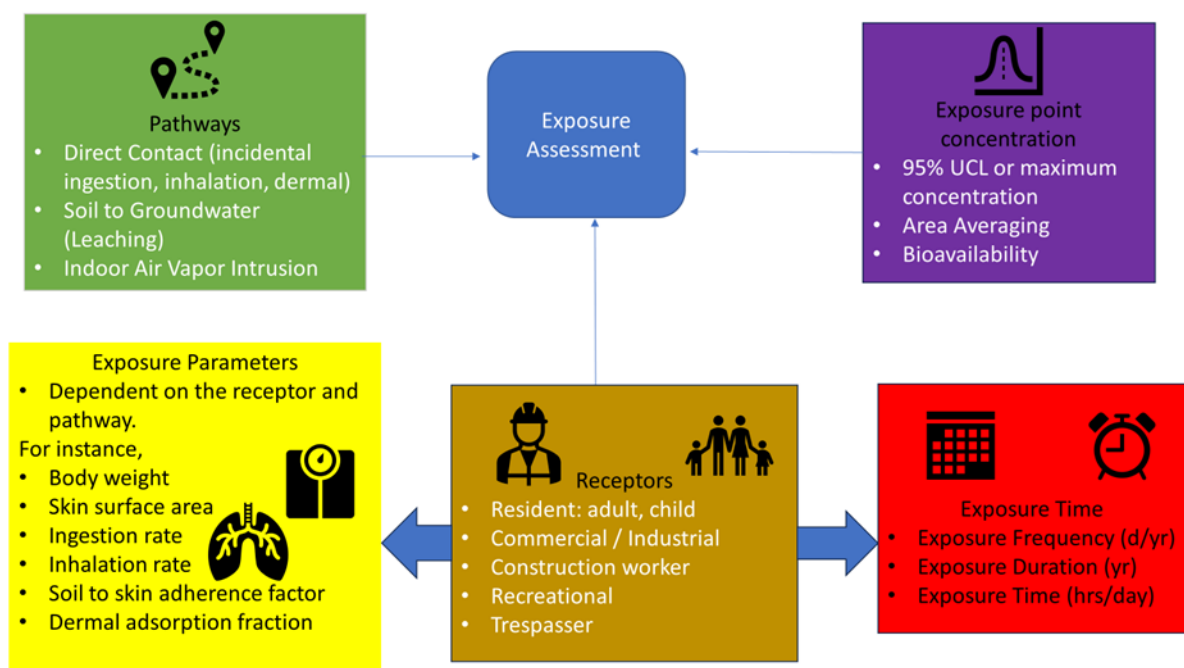 Pathways
• Direct Contact (incidental
ingestion, inhalation, dermal)
• Soil to Groundwater
(Leaching)
• Indoor Air Vapor Intrusion
Exposure
Assessment
Exposure point
concentration
• 95% UCL or maximum
concentration
• Area Averaging
• Bioavailability
Exposure Parameters
• Dependent on the receptor and
pathway.
For instance,
• Body weight
• Skin surface area
• Ingestion rate
• Inhalation rate
• Soil to skin adherence factor
• Dermal adsorption fraction
Receptors
• Resident: adult, child
• Commercial / Industrial
• Construction worker
• Recreational
• Trespasser
Exposure Time
• Exposure Frequency (d/yr)
• Exposure Duration (yr)
• Exposure Time (hrs/day)